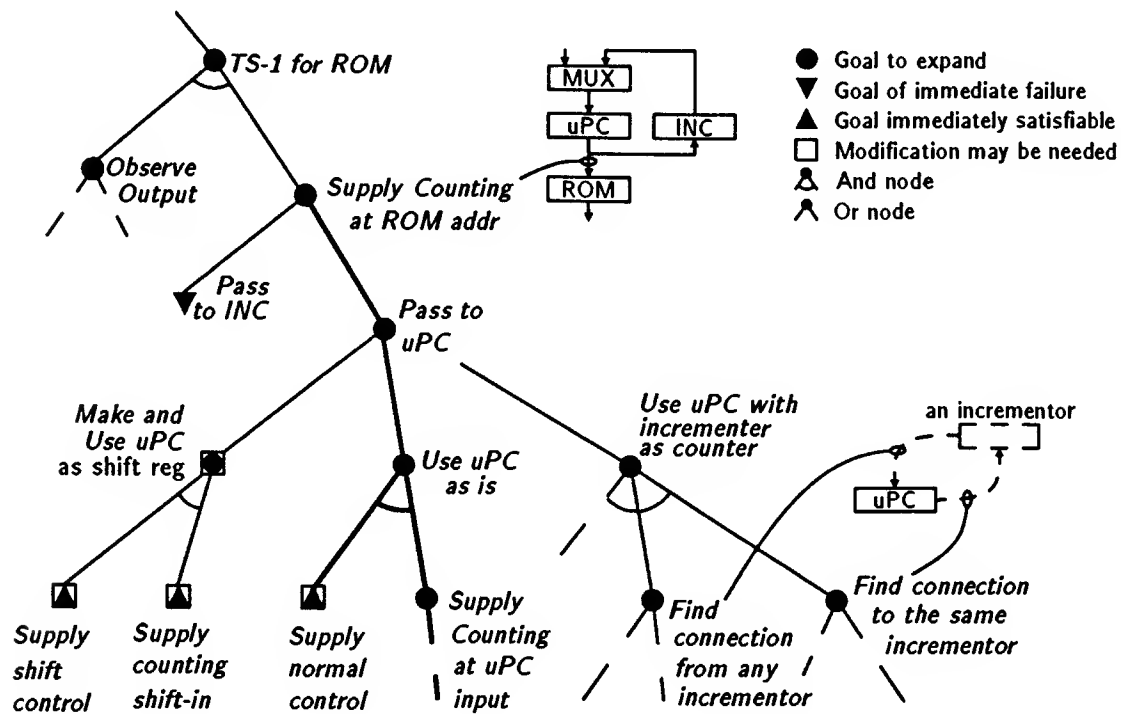 TS-1 for ROM
Observe
Output
Supply Counting
at ROM addr
MUX
uPC
INC
ROM
Goal to expand
Goal of immediate failure
Goal immediately satisfiable
Modification may be needed
And node
Or node
Pass
to INC
Pass to
uPC
Make and
Use uPC
as shift reg
Use uPC
as is
Use uPC with
incrementer
as counter
an incrementor
uPC
Supply
shift
control
Supply
counting
shift-in
Supply
normal
control
Supply
Counting
at uPC
input
Find
connection
from any
incrementor
Find connection
to the same
incrementor